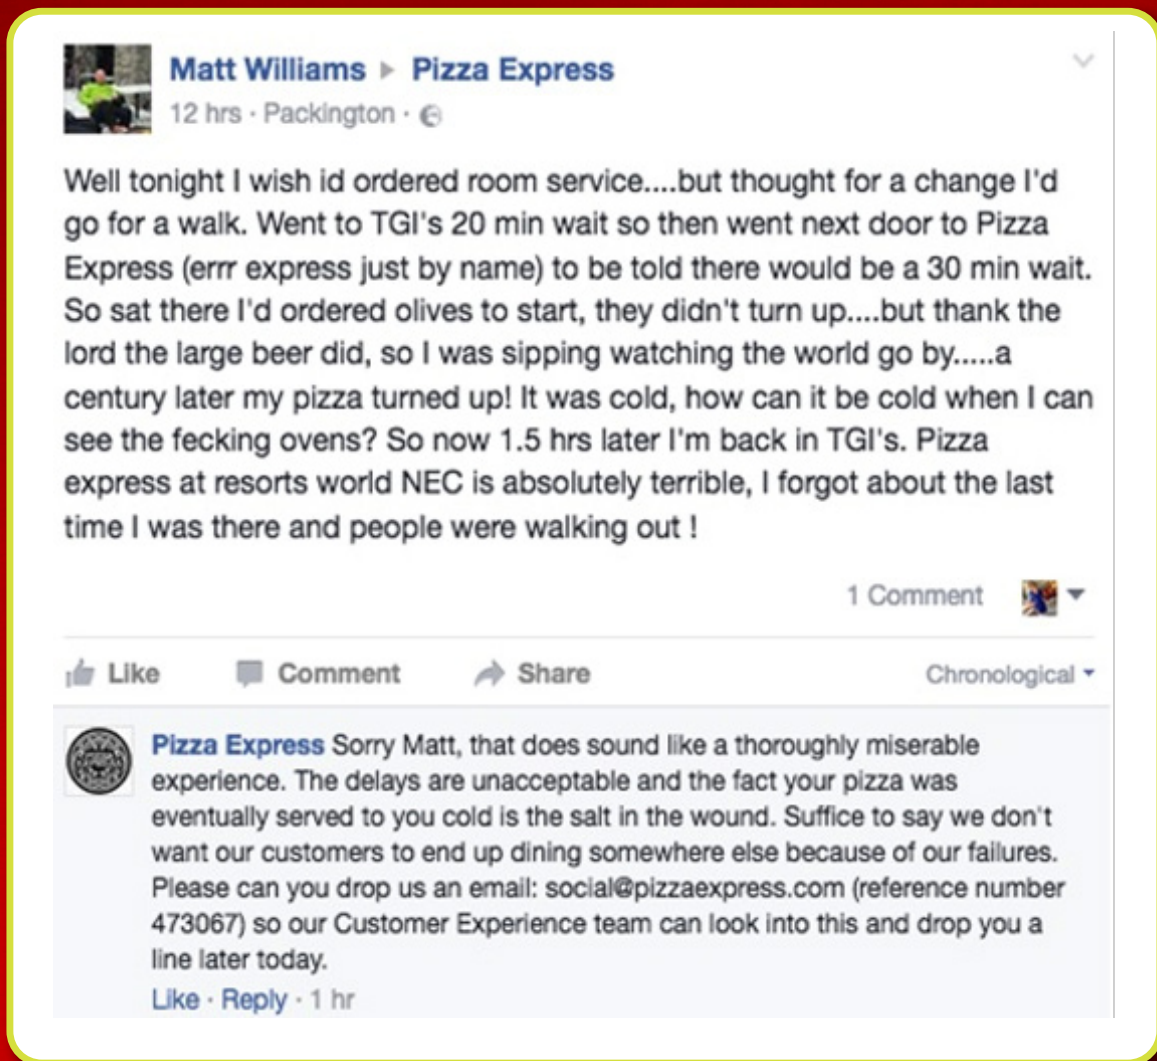 Matt Williams ▸ Pizza Express
12 hrs · Packington ·
Well tonight I wish id ordered room service....but thought for a change I'd
go for a walk. Went to TGI's 20 min wait so then went next door to Pizza
Express (errr express just by name) to be told there would be a 30 min wait.
So sat there I'd ordered olives to start, they didn't turn up....but thank the
lord the large beer did, so I was sipping watching the world go by.....a
century later my pizza turned up! It was cold, how can it be cold when I can
see the fecking ovens? So now 1.5 hrs later I'm back in TGI's. Pizza
express at resorts world NEC is absolutely terrible, I forgot about the last
time I was there and people were walking out !
1 Comment
Like Comment Share Chronological
Pizza Express Sorry Matt, that does sound like a thoroughly miserable
experience. The delays are unacceptable and the fact your pizza was
eventually served to you cold is the salt in the wound. Suffice to say we don't
want our customers to end up dining somewhere else because of our failures.
Please can you drop us an email: social@pizzaexpress.com (reference number
473067) so our Customer Experience team can look into this and drop you a
line later today.
Like · Reply · 1 hr